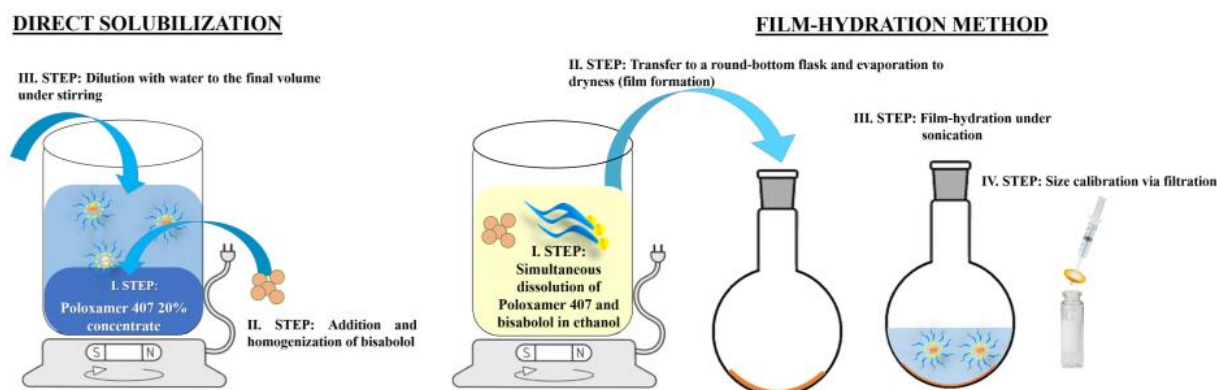 DIRECT SOLUBILIZATION
III. STEP: Dilution with water to the final volume
under stirring
I. STEP:
Poloxamer 407 20%
concentrate
II. STEP: Addition and
homogenization of bisabolol
S N
FILM-HYDRATION METHOD
II. STEP: Transfer to a round-bottom flask and evaporation to
dryness (film formation)
I. STEP:
Simultaneous
dissolution of
Poloxamer 407 and
bisabolol in ethanol
S N
III. STEP: Film-hydration under
sonication
IV. STEP: Size calibration via filtration